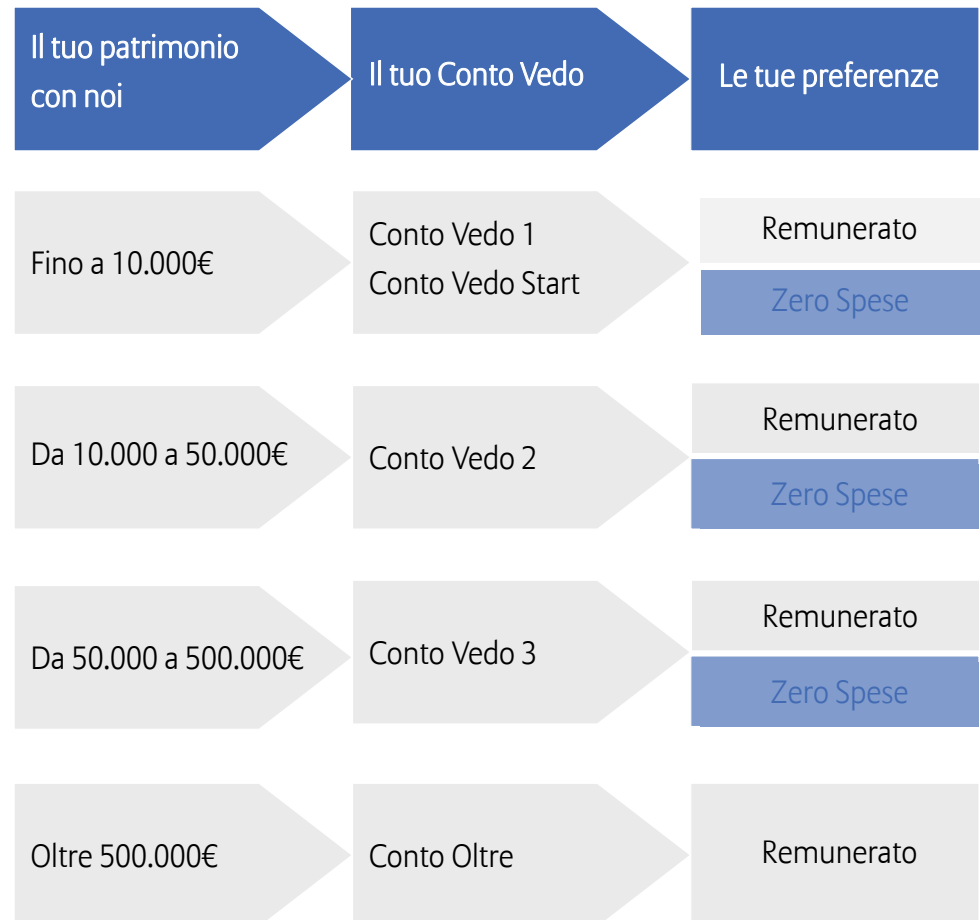 Il tuo patrimonio
con noi
Il tuo Conto Vedo
Le tue preferenze
Fino a 10.000€
Conto Vedo 1
Conto Vedo Start
Remunerato
Zero Spese
Da 10.000 a 50.000€
Conto Vedo 2
Remunerato
Zero Spese
Da 50.000 a 500.000€
Conto Vedo 3
Remunerato
Zero Spese
Oltre 500.000€
Conto Oltre
Remunerato